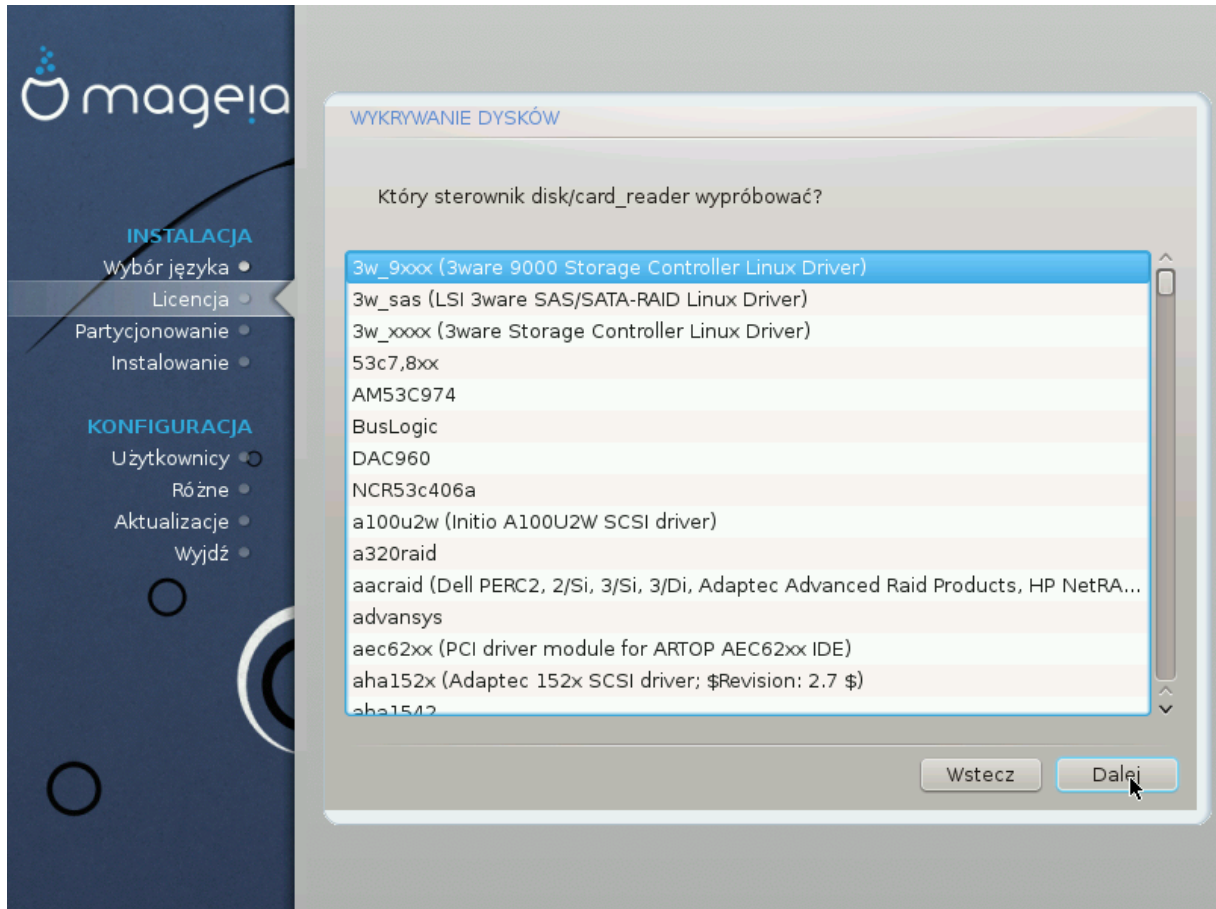 mageia
INSTALACJA
Wybór języka
Licencja
Partycjonowanie
Instalowanie
KONFIGURACJA
Użytkownicy
Różne
Aktualizacje
Wyjdź
WYKRYWANIE DYSKÓW
Który sterownik disk/card_reader wypróbować?
3w_9xxx (3ware 9000 Storage Controller Linux Driver)
3w_sas (LSI 3ware SAS/SATA-RAID Linux Driver)
3w_xxxx (3ware Storage Controller Linux Driver)
53c7,8xx
AM53C974
BusLogic
DAC960
NCR53c406a
a100u2w (Initio A100U2W SCSI driver)
a320raid
aacraid (Dell PERC2, 2/Si, 3/Si, 3/Di, Adaptec Advanced Raid Products, HP NetRA...
advansys
aec62xx (PCI driver module for ARTOP AEC62xx IDE)
aha152x (Adaptec 152x SCSI driver; $Revision: 2.7 $)
aha1542
Wstecz
Dalej